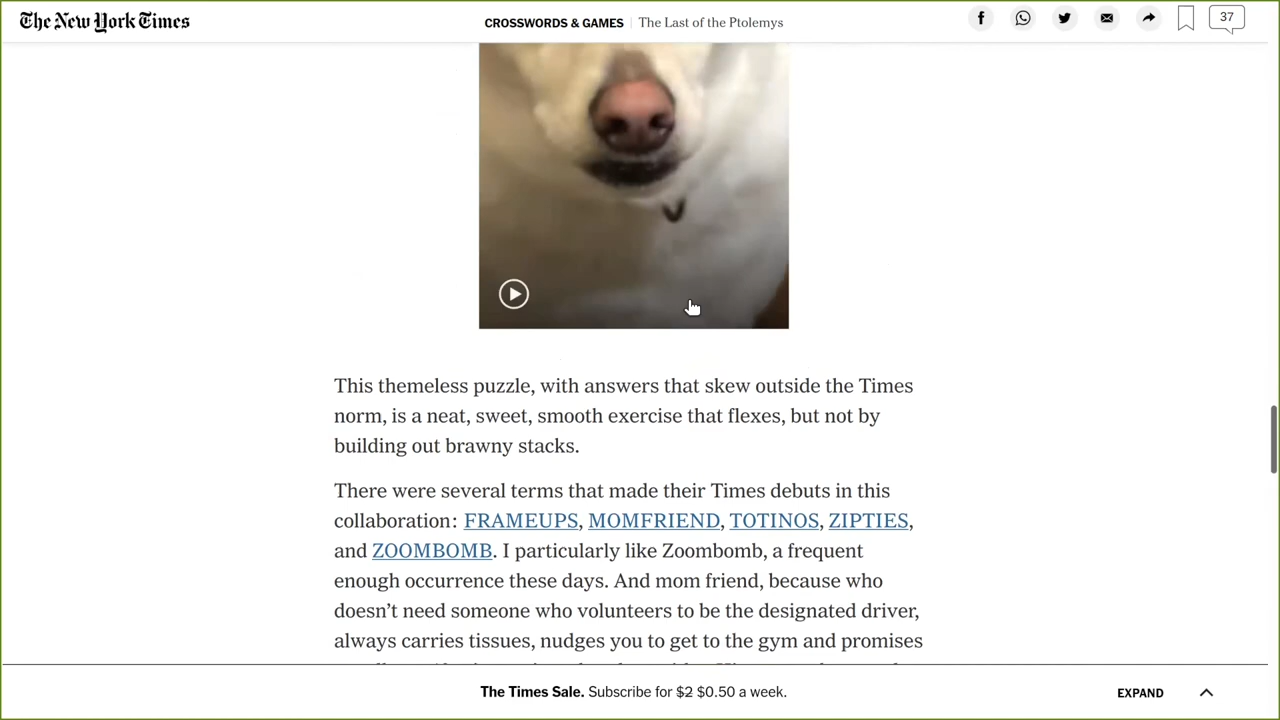 The New York Times
CROSSWORDS & GAMES | The Last of the Ptolemys
37
This themeless puzzle, with answers that skew outside the Times
norm, is a neat, sweet, smooth exercise that flexes, but not by
building out brawny stacks.
There were several terms that made their Times debuts in this
collaboration: FRAMEUPS, MOMFRIEND, TOTINOS, ZIPTIES,
and ZOOMBOMB. I particularly like Zoombomb, a frequent
enough occurrence these days. And mom friend, because who
doesn’t need someone who volunteers to be the designated driver,
always carries tissues, nudges you to get to the gym and promises
The Times Sale. Subscribe for $2 $0.50 a week.
EXPAND